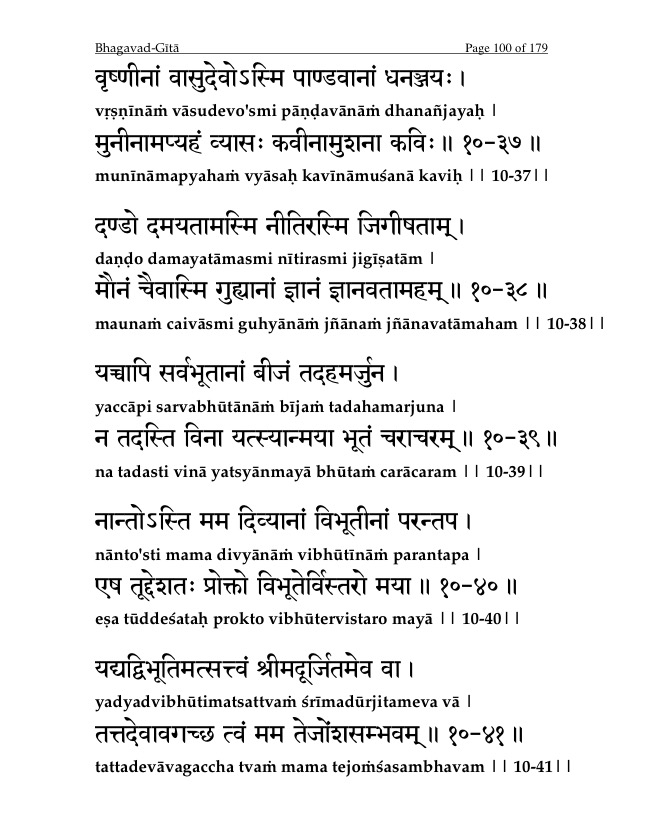 Bhagavad-Gītā Page 100 of 179
वृष्णीनां वासुदेवोऽस्मि पाण्डवानां धनञ्जयः ।
vṛṣṇīnāṁ vāsudevo'smi pāṇḍavānāṁ dhanañjayaḥ |
मुनीनामप्यहं व्यासः कवीनामुशना कविः ॥ १०-३७ ॥
munīnāmapyahaṁ vyāsaḥ kavīnāmuśanā kaviḥ || 10-37||
दण्डो दमयतामस्मि नीतिरस्मि जिगीषताम् ।
daṇḍo damayatāmasmi nītirasmi jigīṣatām |
मौनं चैवास्मि गुह्यानां ज्ञानं ज्ञानवतामहम् ॥ १०-३८ ॥
maunaṁ caivāsmi guhyānāṁ jñānaṁ jñānavatāmaham || 10-38||
यच्चापि सर्वभूतानां बीजं तदहमर्जुन ।
yaccāpi sarvabhūtānāṁ bījaṁ tadahamarjuna |
न तदस्ति विना यत्स्यान्मया भूतं चराचरम् ॥ १०-३९ ॥
na tadasti vinā yatsyānmayā bhūtaṁ carācaram || 10-39||
नान्तोऽस्ति मम दिव्यानां विभूतीनां परन्तप ।
nānto'sti mama divyānāṁ vibhūtīnāṁ parantapa |
एष तूद्देशतः प्रोक्तो विभूतेर्विस्तरो मया ॥ १०-४० ॥
eṣa tūddeśataḥ prokto vibhūtervistaro mayā || 10-40||
यद्यद्विभूतिमत्सत्त्वं श्रीमदूर्जितमेव वा ।
yadyadvibhūtimatsattvaṁ śrīmadūrjitameva vā |
तत्तदेवावगच्छ त्वं मम तेजोंशसम्भवम् ॥ १०-४१ ॥
tattadevāvagaccha tvaṁ mama tejoṁśasambhavam || 10-41||